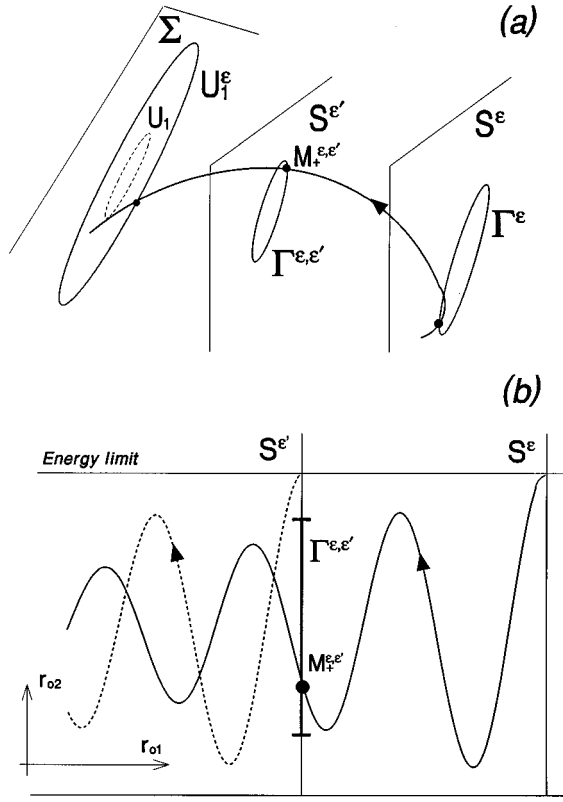 (a)
Σ
U₁^ε
U₁
S^ε′
S^ε
M₊^ε,ε′
Γ^ε
Γ^ε,ε′
(b)
S^ε′
S^ε
Energy limit
Γ^ε,ε′
M₊^ε,ε′
r₀₂
r₀₁